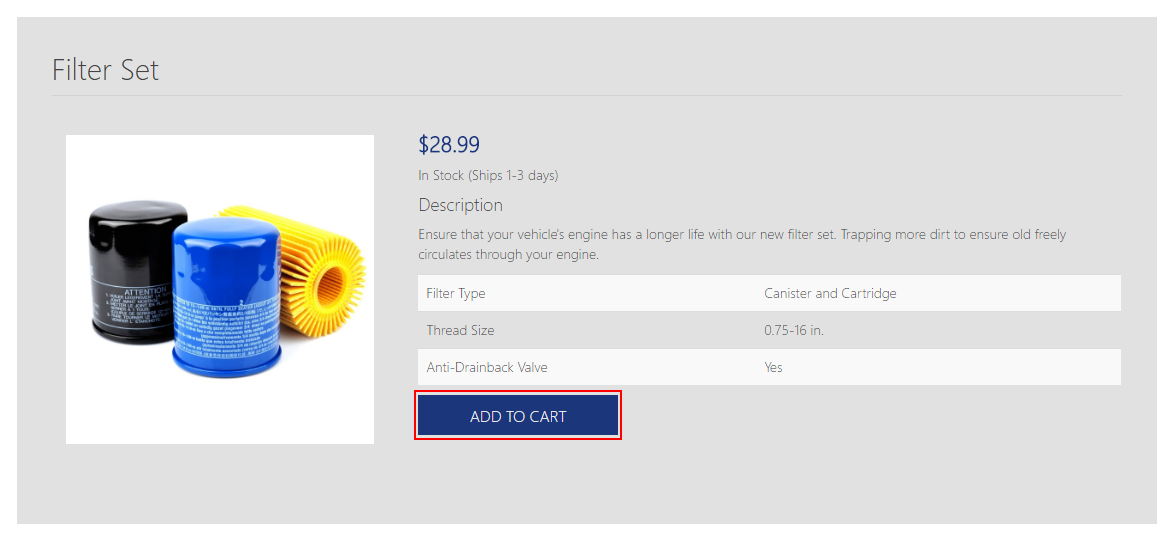 Filter Set
$28.99
In Stock (Ships 1-3 days)
Description
Ensure that your vehicle's engine has a longer life with our new filter set. Trapping more dirt to ensure old freely
circulates through your engine.
Filter Type Canister and Cartridge
Thread Size 0.75-16 in.
Anti-Drainback Valve Yes
ADD TO CART
ATTENTION